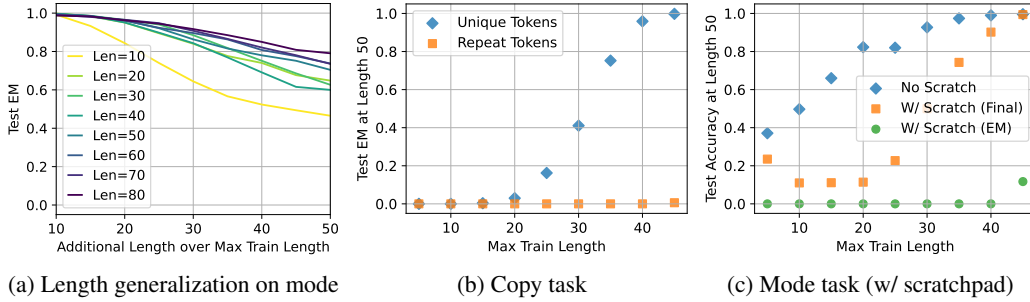 1.0
0.8
0.6
0.4
0.2
0.0
Test EM
Len=10
Len=20
Len=30
Len=40
Len=50
Len=60
Len=70
Len=80
10 20 30 40 50
Additional Length over Max Train Length
(a) Length generalization on mode
1.0
0.8
0.6
0.4
0.2
0.0
Test EM at Length 50
Unique Tokens
Repeat Tokens
10 20 30 40
Max Train Length
(b) Copy task
1.0
0.8
0.6
0.4
0.2
0.0
Test Accuracy at Length 50
No Scratch
W/ Scratch (Final)
W/ Scratch (EM)
10 20 30 40
Max Train Length
(c) Mode task (w/ scratchpad)